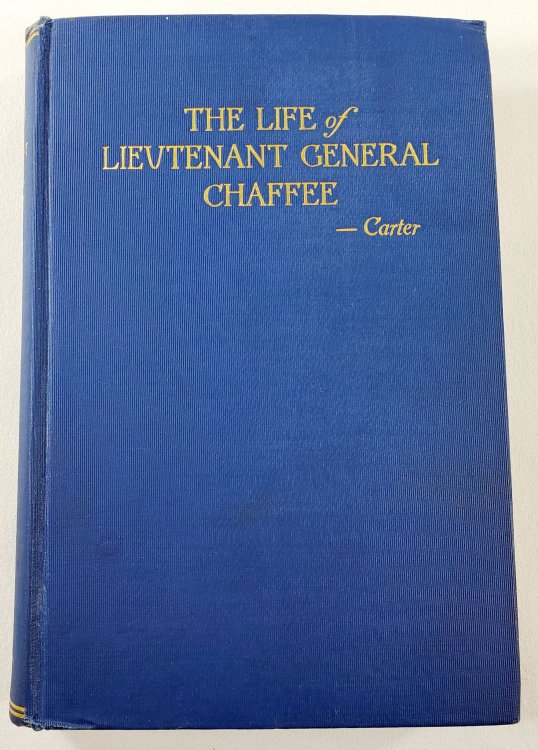 THE LIFE of
LIEUTENANT GENERAL
CHAFFEE
— Carter